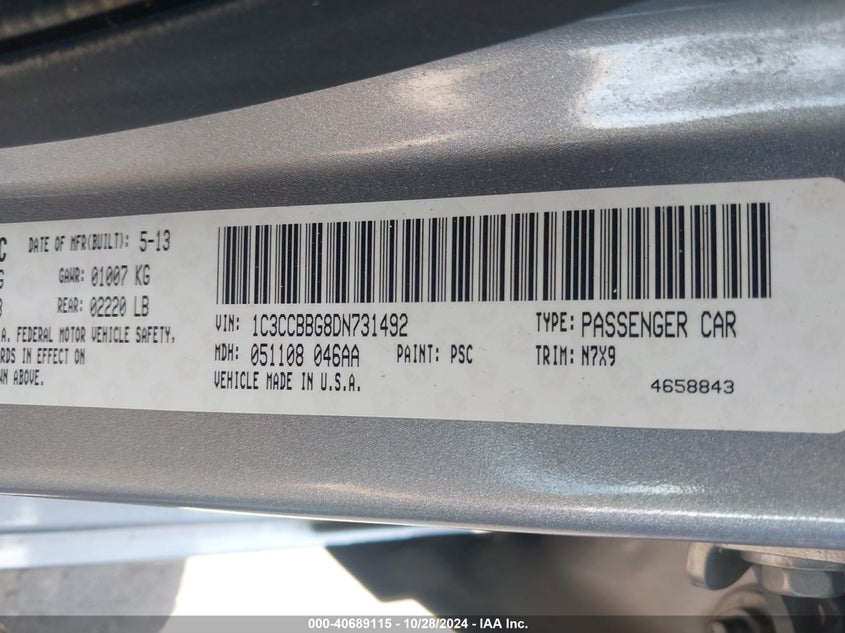 C DATE OF MFR(BUILT): 5-13
G GAWR: 01007 KG
REAR: 02220 LB
A. FEDERAL MOTOR VEHICLE SAFETY,
RDS IN EFFECT ON
WN ABOVE.
VIN: 1C3CCBBG8DN731492 TYPE: PASSENGER CAR
MDH: 051108 046AA PAINT: PSC TRIM: N7X9
VEHICLE MADE IN U.S.A.
4658843
000-40689115 - 10/28/2024 - IAA Inc.